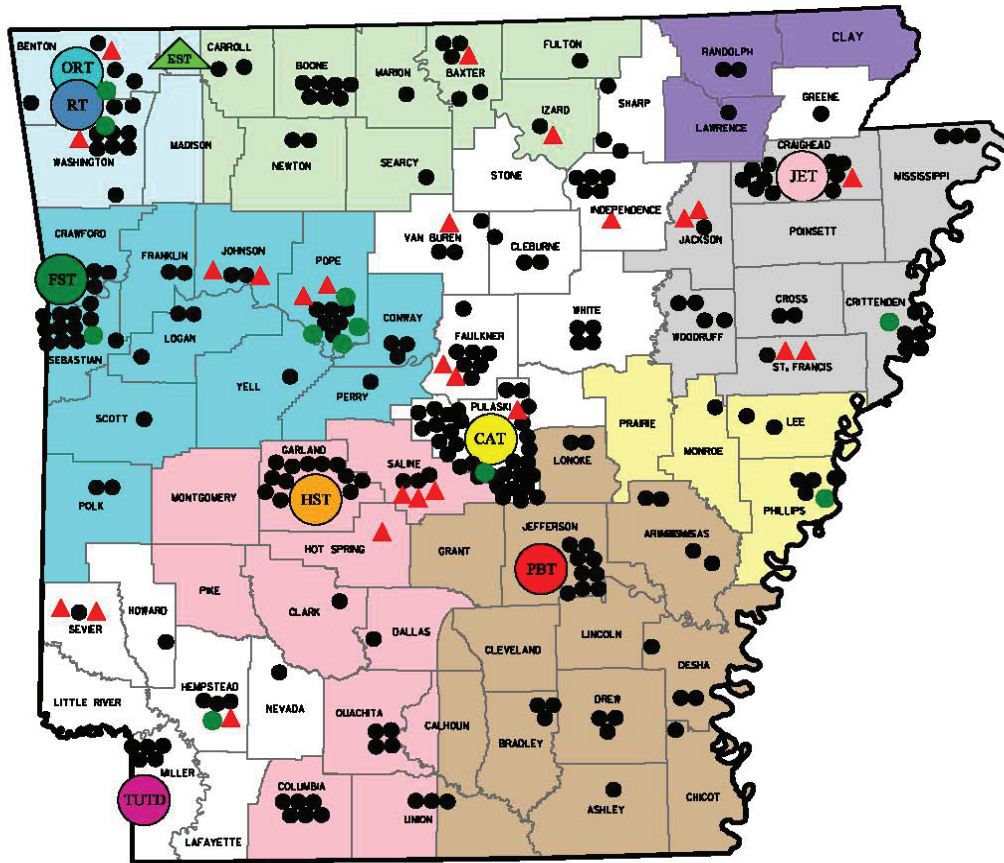 BENTON
ORT
RT
WASHINGTON
MADISON
EST
CARROLL
BOONE
MARION
BAXTER
FULTON
IZARD
SHARP
RANDOLPH
CLAY
LAWRENCE
GREENE
NEWTON
SEARCY
STONE
INDEPENDENCE
CRAIGHEAD
JET
MISSISSIPPI
JACKSON
POINSETT
CRAWFORD
FST
FRANKLIN
JOHNSON
POPE
VAN BUREN
CLEBURNE
SEBASTIAN
LOGAN
CONWAY
FAULKNER
WHITE
WOODRUFF
CROSS
CRITTENDEN
ST. FRANCIS
SCOTT
YELL
PERRY
PULASKI
CAT
PRAIRIE
LONOKE
MONROE
LEE
PHILLIPS
POLK
MONTGOMERY
GARLAND
HST
SALINE
HOT SPRING
GRANT
JEFFERSON
PBT
PIKE
CLARK
DALLAS
CLEVELAND
LINCOLN
DESHA
HOWARD
SEVIER
LITTLE RIVER
HEMPSTEAD
NEVADA
OUACHITA
CALHOUN
BRADLEY
DREW
MILLER
TUTD
LAFAYETTE
COLUMBIA
UNION
ASHLEY
CHICOT